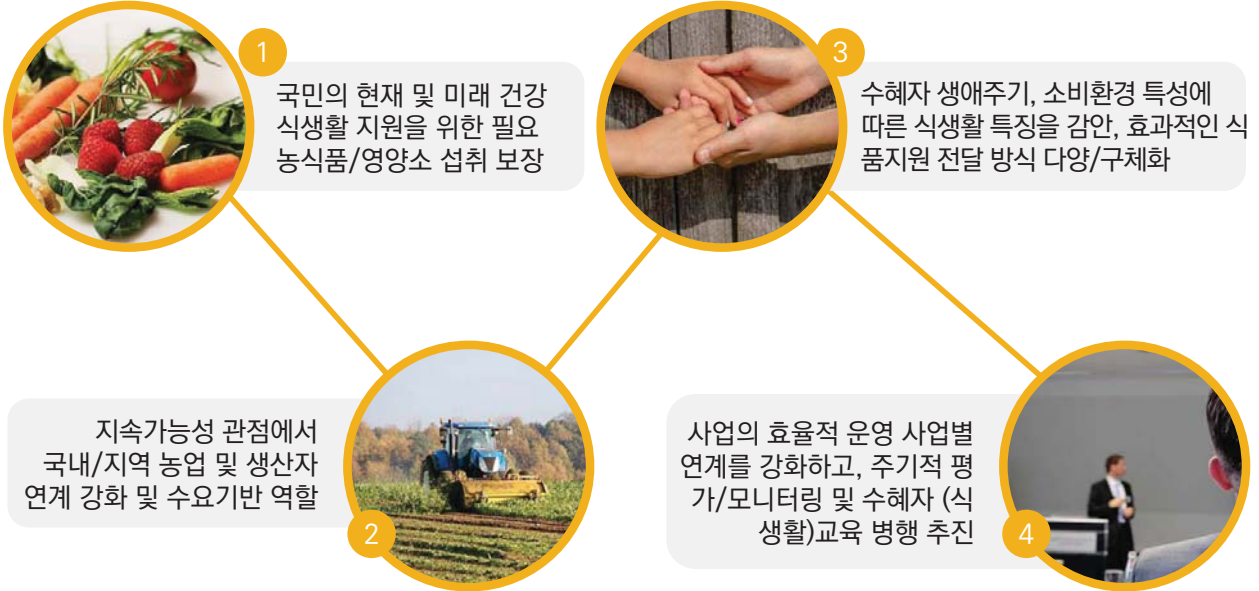 1
국민의 현재 및 미래 건강
식생활 지원을 위한 필요
농식품/영양소 섭취 보장
2
지속가능성 관점에서
국내/지역 농업 및 생산자
연계 강화 및 수요기반 역할
3
수혜자 생애주기, 소비환경 특성에
따른 식생활 특징을 감안, 효과적인 식
품지원 전달 방식 다양/구체화
4
사업의 효율적 운영 사업별
연계를 강화하고, 주기적 평
가/모니터링 및 수혜자 (식
생활)교육 병행 추진